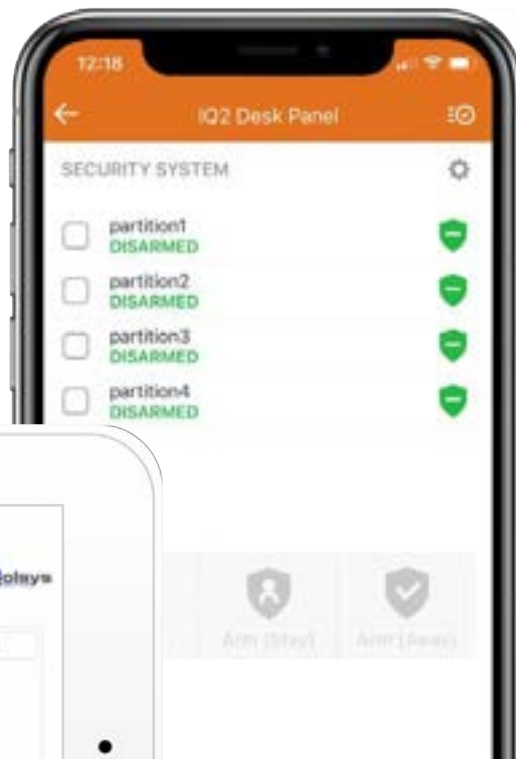 12:18
IQ2 Desk Panel
SECURITY SYSTEM
partition1
DISARMED
partition2
DISARMED
partition3
DISARMED
partition4
DISARMED
Arm (Stay) Arm (Away)
olsys